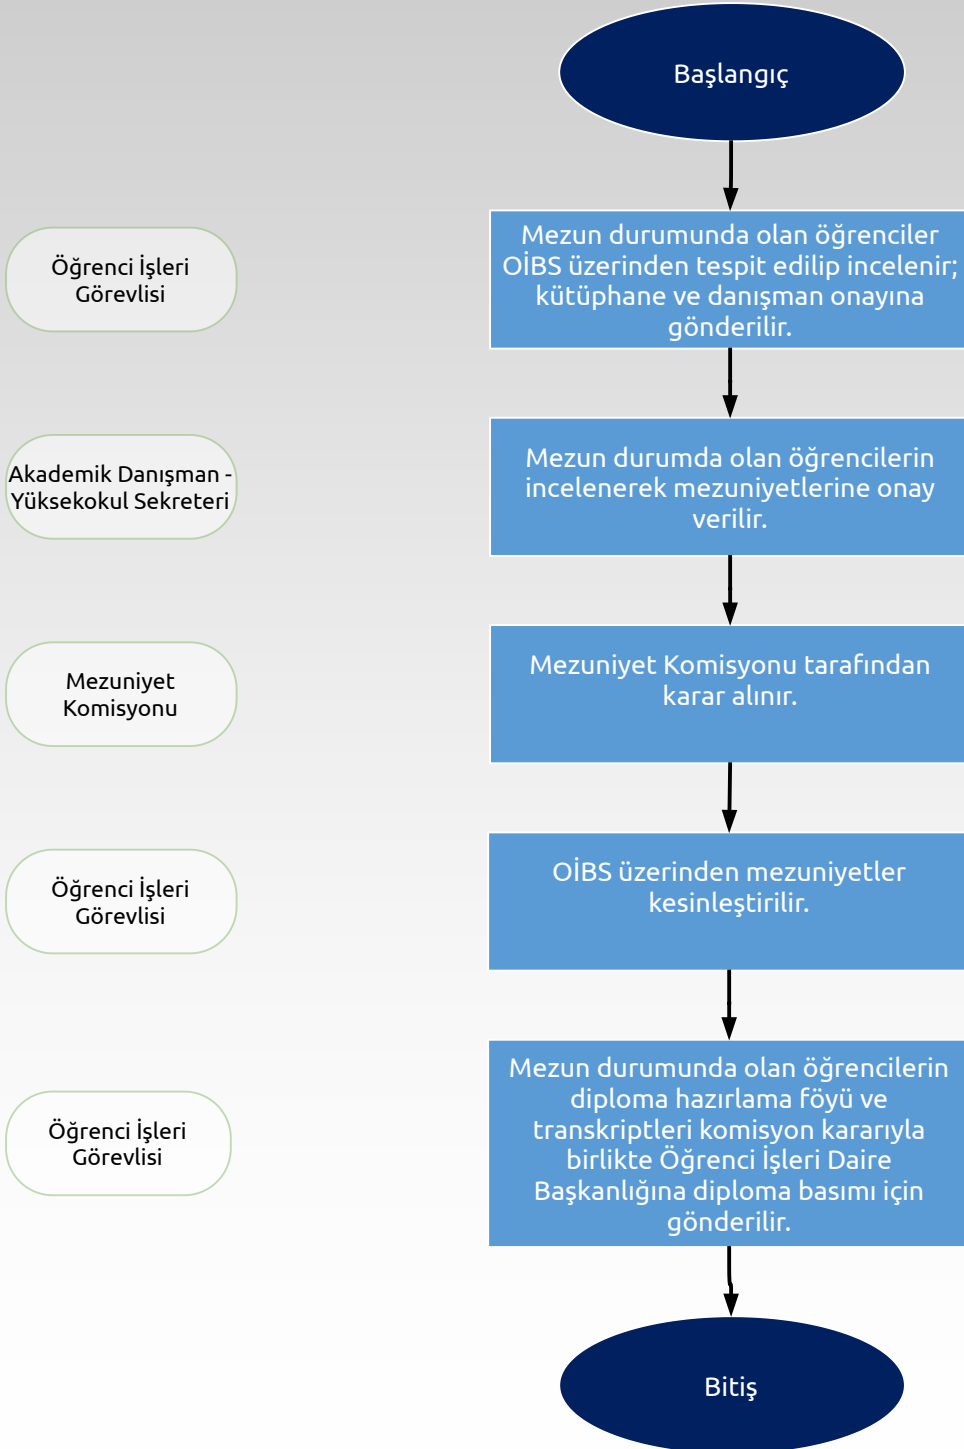 Başlangıç
Öğrenci İşleri
Görevlisi
Mezun durumunda olan öğrenciler
OİBS üzerinden tespit edilip incelenir;
kütüphane ve danışman onayına
gönderilir.
Akademik Danışman -
Yüksekokul Sekreteri
Mezun durumda olan öğrencilerin
incelenerek mezuniyetlerine onay
verilir.
Mezuniyet
Komisyonu
Mezuniyet Komisyonu tarafından
karar alınır.
Öğrenci İşleri
Görevlisi
OİBS üzerinden mezuniyetler
kesinleştirilir.
Öğrenci İşleri
Görevlisi
Mezun durumunda olan öğrencilerin
diploma hazırlama föyü ve
transkriptleri komisyon kararıyla
birlikte Öğrenci İşleri Daire
Başkanlığına diploma basımı için
gönderilir.
Bitiş